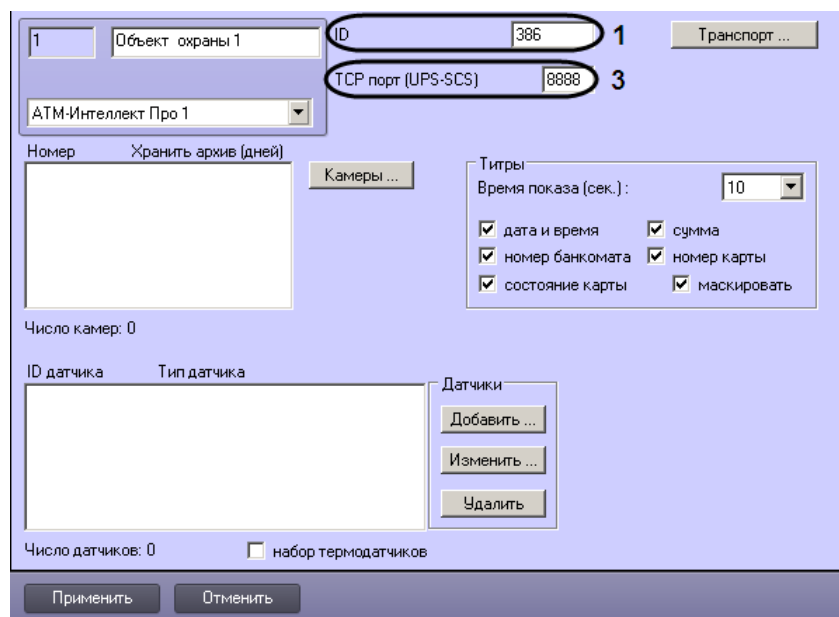 1 Объект охраны 1 ID 386 1 Транспорт ...
TCP порт (UPS-SCS) 8888 3
АТМ-Интеллект Про 1
Номер Хранить архив (дней)
Камеры ...
Титры
Время показа (сек.) : 10
дата и время сумма
номер банкомата номер карты
состояние карты маскировать
Число камер: 0
ID датчика Тип датчика
Датчики
Добавить ...
Изменить ...
Удалить
Число датчиков: 0 набор термодатчиков
Применить Отменить